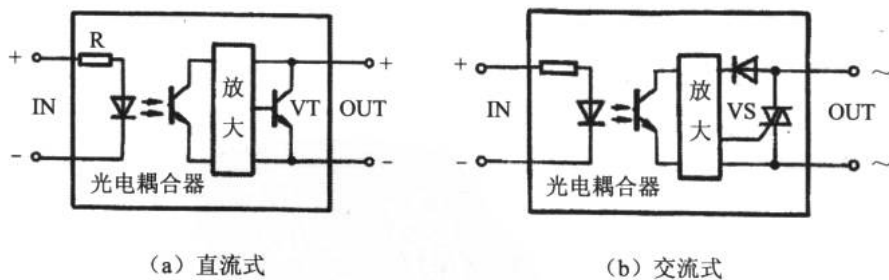 + R 放大 VT + IN OUT - -
光电耦合器
(a) 直流式
+ 放大 VS ~ IN OUT - ~
光电耦合器
(b) 交流式